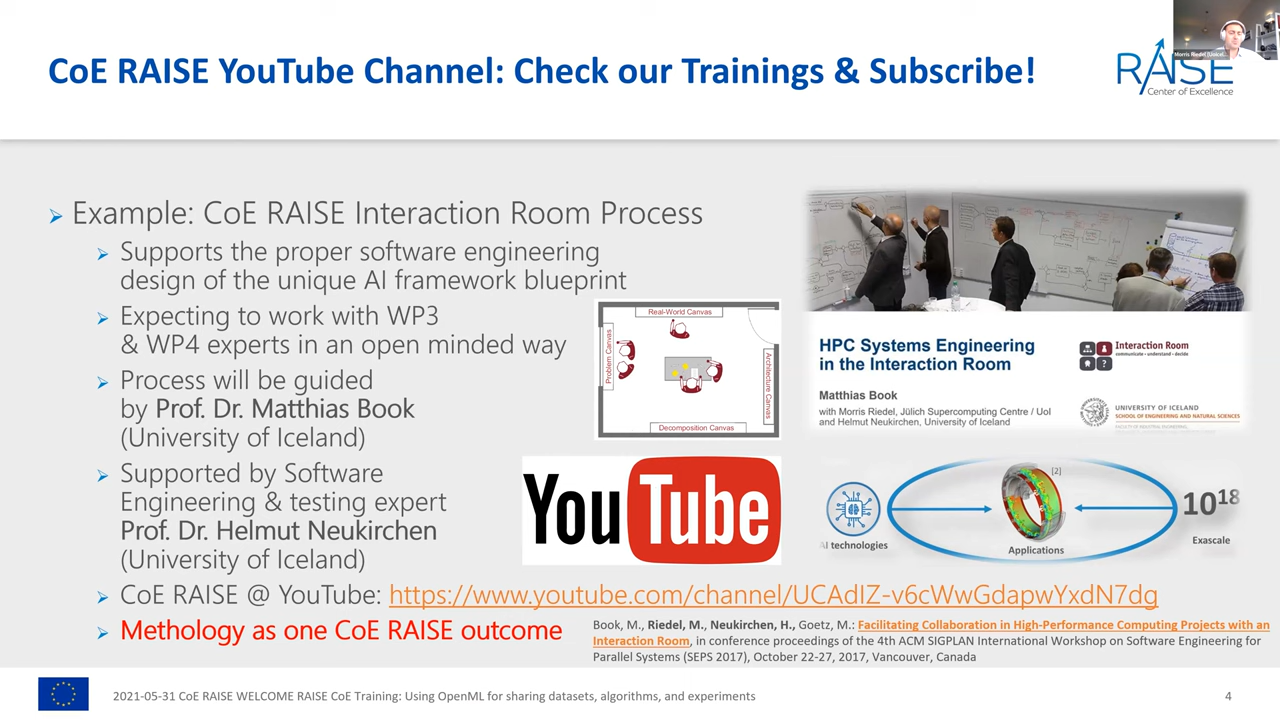 CoE RAISE YouTube Channel: Check our Trainings & Subscribe!
RAISE
Center of Excellence
Example: CoE RAISE Interaction Room Process
Supports the proper software engineering
design of the unique AI framework blueprint
Expecting to work with WP3
& WP4 experts in an open minded way
Process will be guided
by Prof. Dr. Matthias Book
(University of Iceland)
Supported by Software
Engineering & testing expert
Prof. Dr. Helmut Neukirchen
(University of Iceland)
CoE RAISE @ YouTube: https://www.youtube.com/channel/UCAdIZ-v6cWwGdapwYxdN7dg
Methology as one CoE RAISE outcome
Real-World Canvas
Problem Canvas
Architecture Canvas
Decomposition Canvas
YouTube
HPC Systems Engineering
in the Interaction Room
Matthias Book
with Morris Riedel, Jülich Supercomputing Centre / UoI
and Helmut Neukirchen, University of Iceland
Interaction Room
communicate · understand · decide
UNIVERSITY OF ICELAND
SCHOOL OF ENGINEERING AND NATURAL SCIENCES
[2]
AI technologies
Applications
10¹⁸
Exascale
Book, M., Riedel, M., Neukirchen, H., Goetz, M.: Facilitating Collaboration in High-Performance Computing Projects with an
Interaction Room, in conference proceedings of the 4th ACM SIGPLAN International Workshop on Software Engineering for
Parallel Systems (SEPS 2017), October 22-27, 2017, Vancouver, Canada
2021-05-31 CoE RAISE WELCOME RAISE CoE Training: Using OpenML for sharing datasets, algorithms, and experiments
4